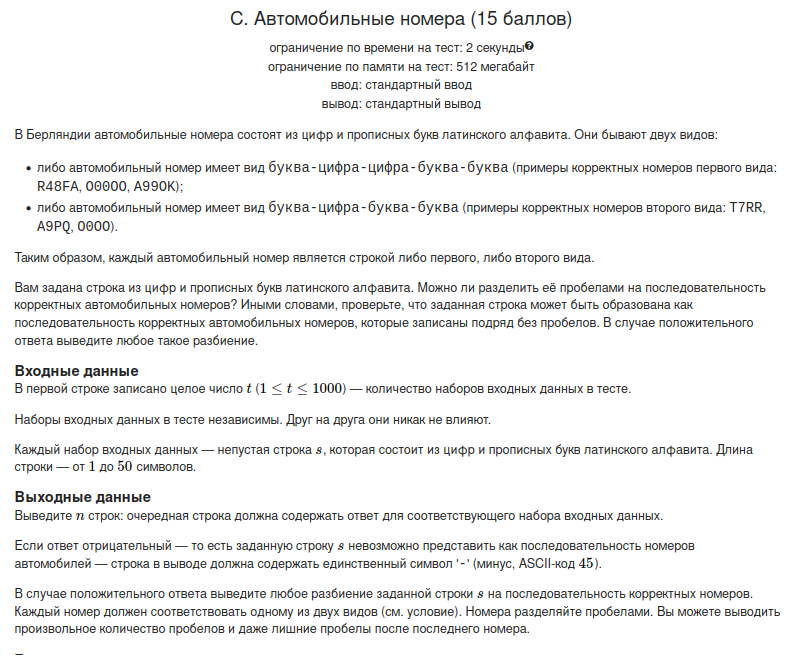 C. Автомобильные номера (15 баллов)
ограничение по времени на тест: 2 секунды?
ограничение по памяти на тест: 512 мегабайт
ввод: стандартный ввод
вывод: стандартный вывод
В Берляндии автомобильные номера состоят из цифр и прописных букв латинского алфавита. Они бывают двух видов:
• либо автомобильный номер имеет вид буква-цифра-цифра-буква-буква (примеры корректных номеров первого вида:
R48FA, O00OO, A99OK);
• либо автомобильный номер имеет вид буква-цифра-буква-буква (примеры корректных номеров второго вида: T7RR,
A9PQ, O0OO).
Таким образом, каждый автомобильный номер является строкой либо первого, либо второго вида.
Вам задана строка из цифр и прописных букв латинского алфавита. Можно ли разделить её пробелами на последовательность
корректных автомобильных номеров? Иными словами, проверьте, что заданная строка может быть образована как
последовательность корректных автомобильных номеров, которые записаны подряд без пробелов. В случае положительного
ответа выведите любое такое разбиение.
Входные данные
В первой строке записано целое число t (1 ≤ t ≤ 1000) — количество наборов входных данных в тесте.
Наборы входных данных в тесте независимы. Друг на друга они никак не влияют.
Каждый набор входных данных — непустая строка s, которая состоит из цифр и прописных букв латинского алфавита. Длина
строки — от 1 до 50 символов.
Выходные данные
Выведите n строк: очередная строка должна содержать ответ для соответствующего набора входных данных.
Если ответ отрицательный — то есть заданную строку s невозможно представить как последовательность номеров
автомобилей — строка в выводе должна содержать единственный символ '-' (минус, ASCII-код 45).
В случае положительного ответа выведите любое разбиение заданной строки s на последовательность корректных номеров.
Каждый номер должен соответствовать одному из двух видов (см. условие). Номера разделяйте пробелами. Вы можете выводить
произвольное количество пробелов и даже лишние пробелы после последнего номера.